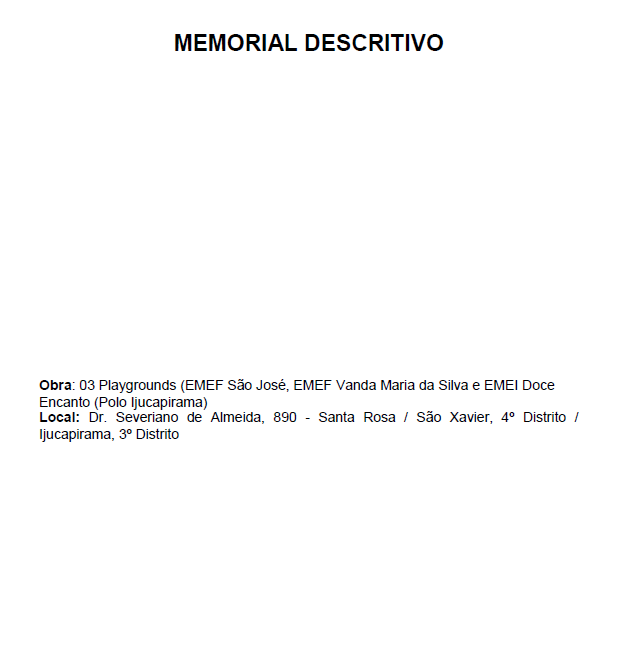 MEMORIAL DESCRITIVO
Obra: 03 Playgrounds (EMEF São José, EMEF Vanda Maria da Silva e EMEI Doce
Encanto (Polo Ijucapirama)
Local: Dr. Severiano de Almeida, 890 - Santa Rosa / São Xavier, 4º Distrito /
Ijucapirama, 3º Distrito